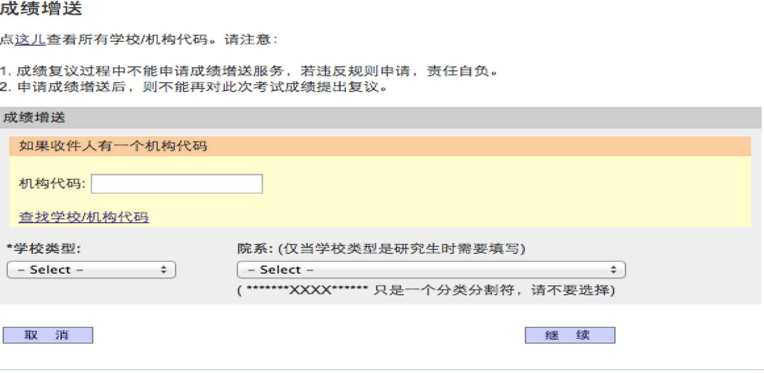 成绩增送
点这儿查看所有学校/机构代码。请注意：
1. 成绩复议过程中不能申请成绩增送服务，若违反规则申请，责任自负。
2. 申请成绩增送后，则不能再对此次考试成绩提出复议。
成绩增送
如果收件人有一个机构代码
机构代码:
查找学校/机构代码
*学校类型: 院系: (仅当学校类型是研究生时需要填写)
- Select - - Select -
( *******XXXX****** 只是一个分类分割符，请不要选择)
取 消 继 续